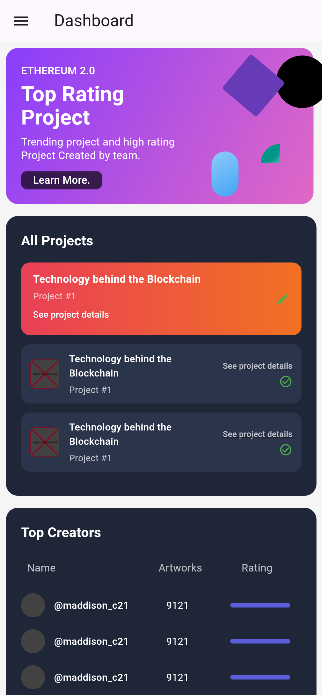 Dashboard
ETHEREUM 2.0
Top Rating
Project
Trending project and high rating
Project Created by team.
Learn More.
All Projects
Technology behind the Blockchain
Project #1
See project details
Technology behind the
Blockchain
Project #1
See project details
Technology behind the
Blockchain
Project #1
See project details
Top Creators
Name Artworks Rating
@maddison_c21 9121
@maddison_c21 9121
@maddison_c21 9121